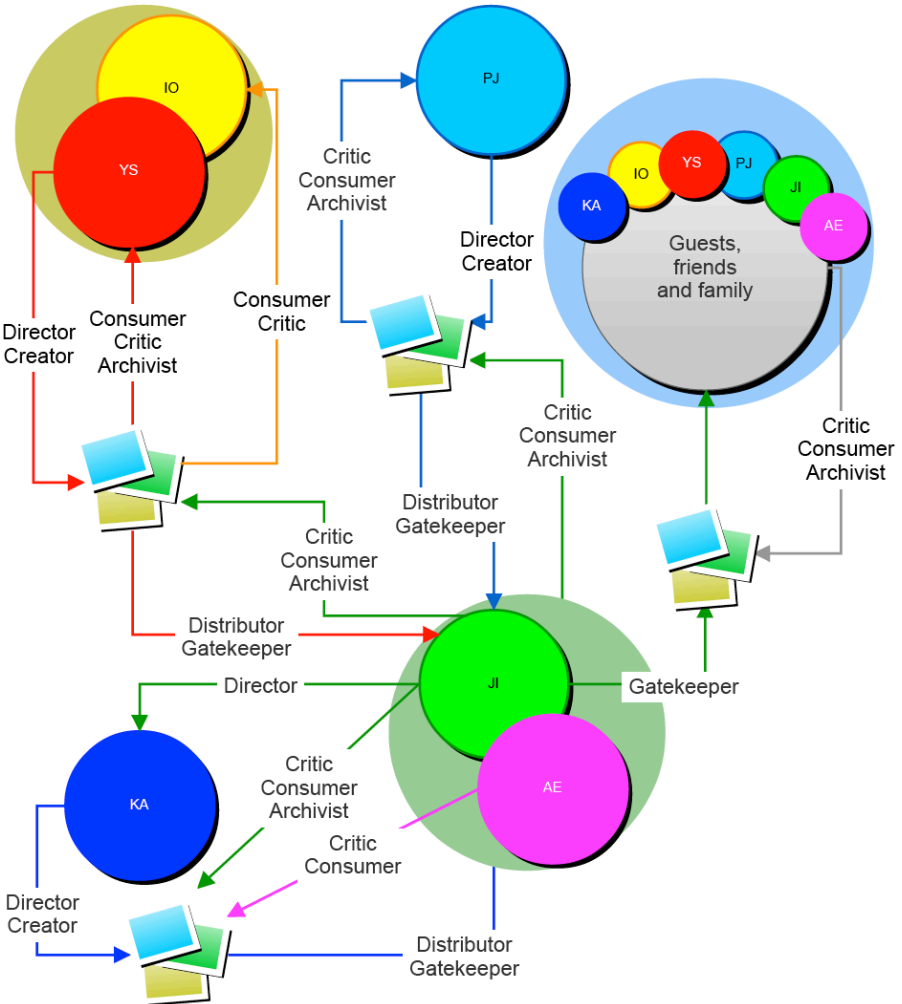 IO
YS
PJ
Critic
Consumer
Archivist
Director
Creator
KA
IO
YS
PJ
JI
AE
Guests,
friends
and family
Director
Creator
Consumer
Critic
Archivist
Consumer
Critic
Critic
Consumer
Archivist
Critic
Consumer
Archivist
Distributor
Gatekeeper
Critic
Consumer
Archivist
Distributor
Gatekeeper
Director
JI
Gatekeeper
KA
Critic
Consumer
Archivist
AE
Critic
Consumer
Director
Creator
Distributor
Gatekeeper